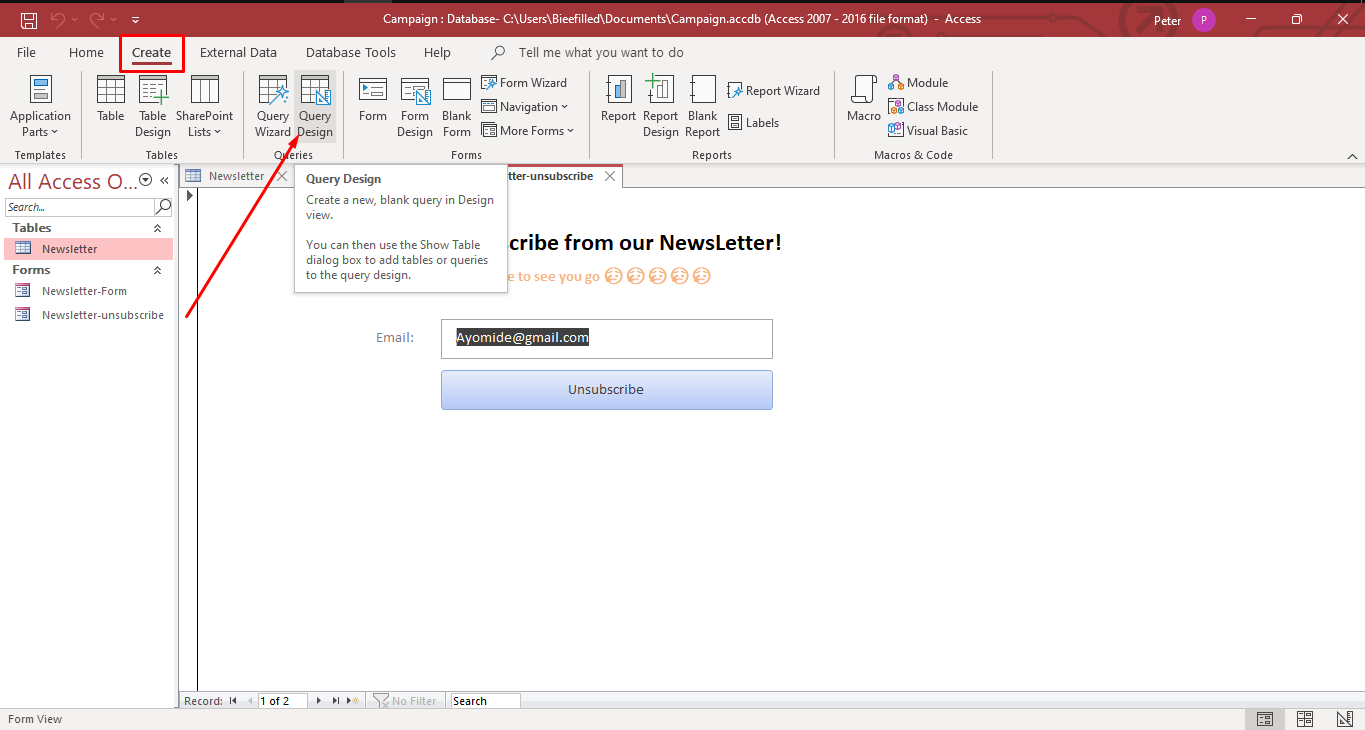 Campaign : Database- C:\Users\Bieefilled\Documents\Campaign.accdb (Access 2007 - 2016 file format) - Access
Peter
P
File
Home
Create
External Data
Database Tools
Help
Tell me what you want to do
Application Parts
Table
Table Design
SharePoint Lists
Query Wizard
Query Design
Form
Form Design
Blank Form
Form Wizard
Navigation
More Forms
Report
Report Design
Blank Report
Report Wizard
Labels
Macro
Module
Class Module
Visual Basic
Templates
Tables
Queries
Forms
Reports
Macros & Code
All Access O...
Search...
Tables
Newsletter
Forms
Newsletter-Form
Newsletter-unsubscribe
Newsletter
tter-unsubscribe
Query Design
Create a new, blank query in Design
view.
You can then use the Show Table
dialog box to add tables or queries
to the query design.
cribe from our NewsLetter!
e to see you go
Email:
Ayomide@gmail.com
Unsubscribe
Record:
1 of 2
No Filter
Search
Form View